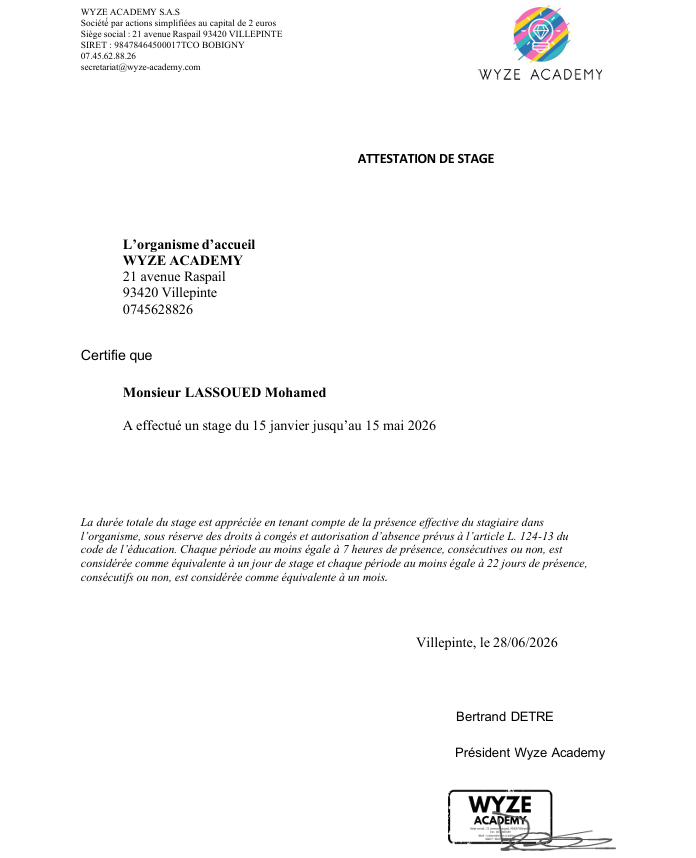 WYZE ACADEMY S.A.S
Société par actions simplifiées au capital de 2 euros
Siège social : 21 avenue Raspail 93420 VILLEPINTE
SIRET : 98478464500017TCO BOBIGNY
07.45.62.88.26
secretariat@wyze-academy.com
WYZE ACADEMY
ATTESTATION DE STAGE
L’organisme d’accueil
WYZE ACADEMY
21 avenue Raspail
93420 Villepinte
0745628826
Certifie que
Monsieur LASSOUED Mohamed
A effectué un stage du 15 janvier jusqu’au 15 mai 2026
La durée totale du stage est appréciée en tenant compte de la présence effective du stagiaire dans
l’organisme, sous réserve des droits à congés et autorisation d’absence prévus à l’article L. 124-13 du
code de l’éducation. Chaque période au moins égale à 7 heures de présence, consécutives ou non, est
considérée comme équivalente à un jour de stage et chaque période au moins égale à 22 jours de présence,
consécutifs ou non, est considérée comme équivalente à un mois.
Villepinte, le 28/06/2026
Bertrand DETRE
Président Wyze Academy
WYZE
ACADEMY